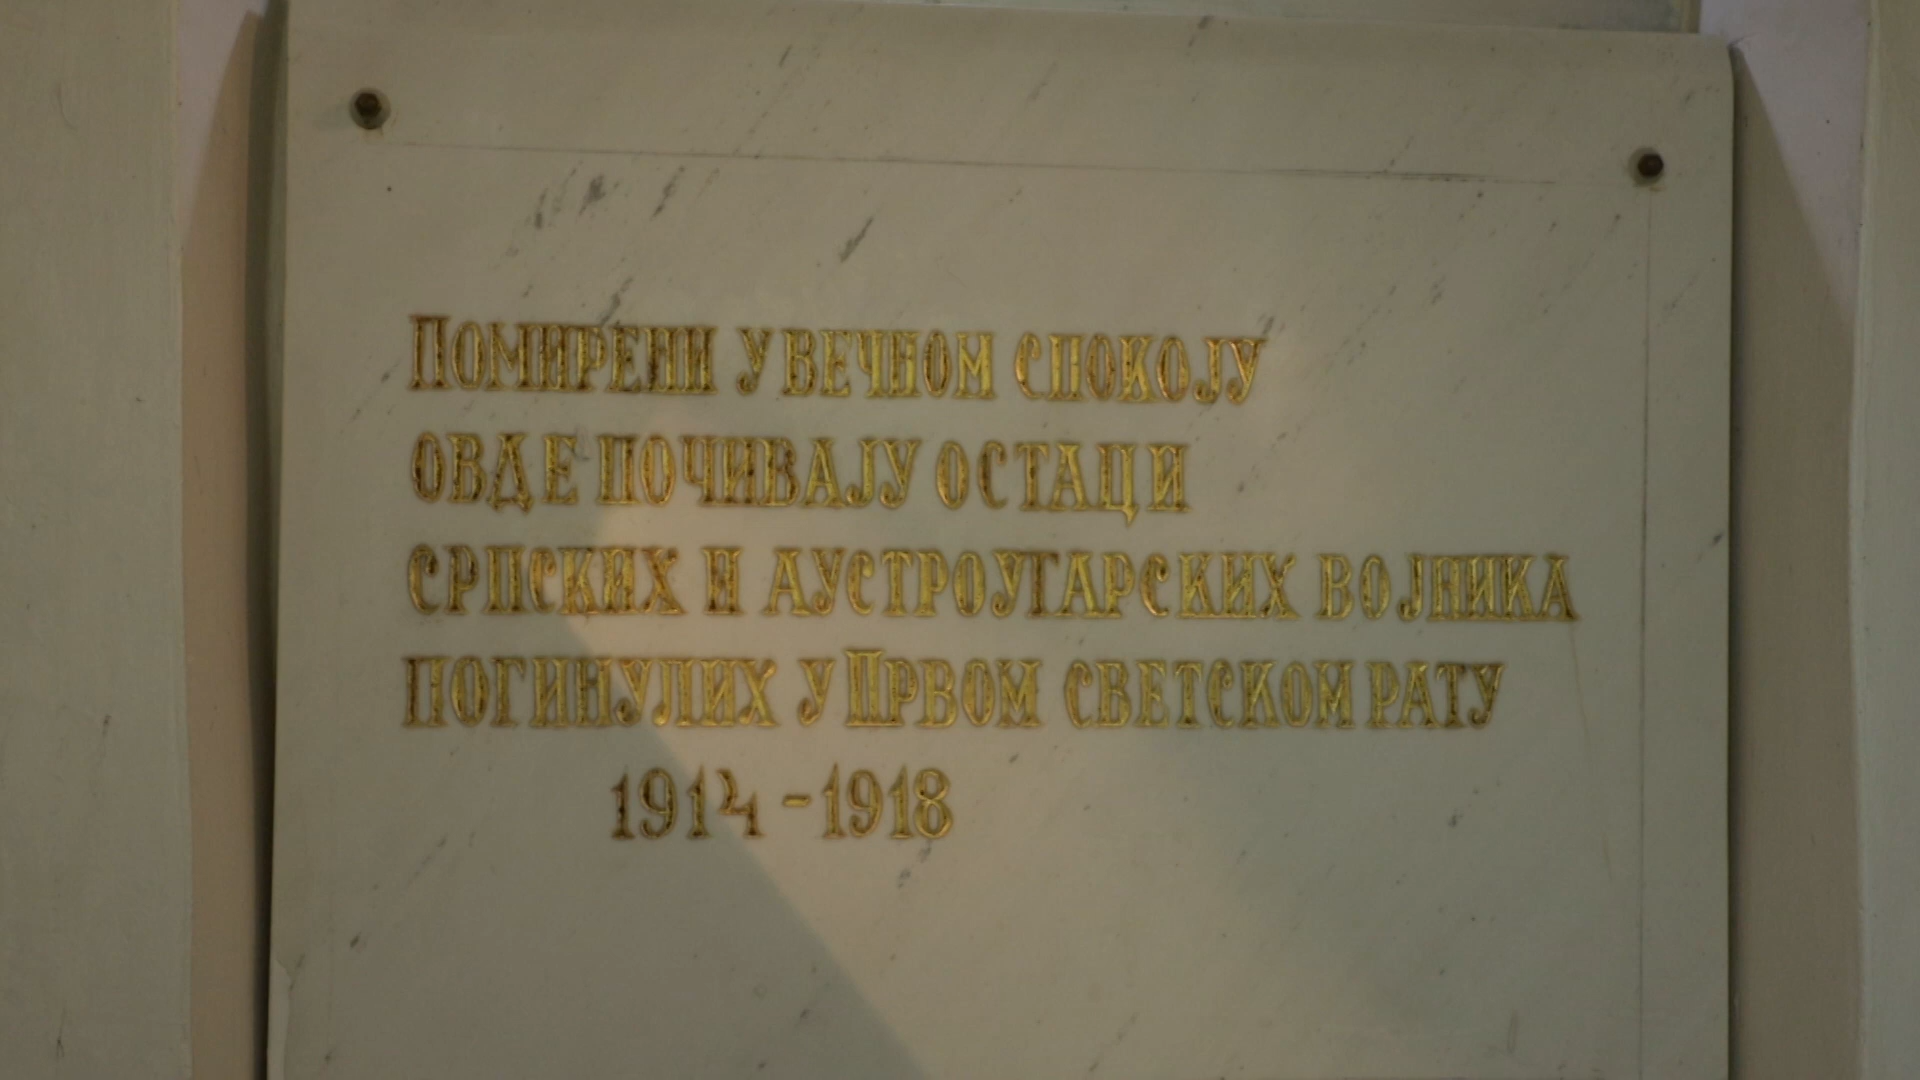 Помирени у вечном спокоју
овде почивају остаци
српских и аустроугарских војника
погинулих у Првом светском рату
1914-1918